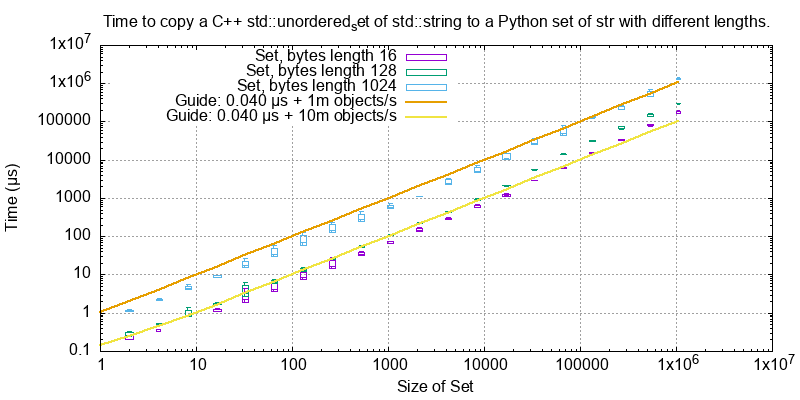 Time to copy a C++ std::unordered_set of std::string to a Python set of str with different lengths.
Set, bytes length 16
Set, bytes length 128
Set, bytes length 1024
Guide: 0.040 µs + 1m objects/s
Guide: 0.040 µs + 10m objects/s
Time (µs)
1x10^7
1x10^6
100000
10000
1000
100
10
1
0.1
1 10 100 1000 10000 100000 1x10^6 1x10^7
Size of Set